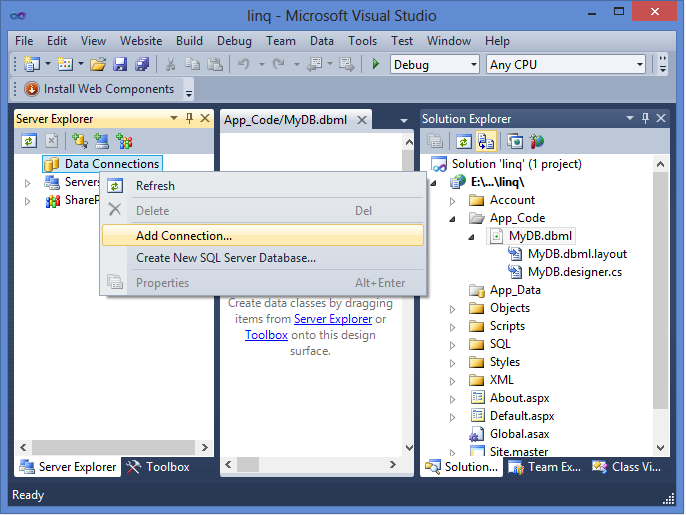 linq - Microsoft Visual Studio
File Edit View Website Build Debug Team Data Tools Test Window Help
Debug Any CPU
Install Web Components
Server Explorer
Data Connections
Servers
ShareP
Refresh
Delete Del
Add Connection...
Create New SQL Server Database...
Properties Alt+Enter
App_Code/MyDB.dbml
Create data classes by dragging
items from Server Explorer or
Toolbox onto this design
surface.
Solution Explorer
Solution 'linq' (1 project)
E:\...\linq\
Account
App_Code
MyDB.dbml
MyDB.dbml.layout
MyDB.designer.cs
App_Data
Objects
Scripts
SQL
Styles
XML
About.aspx
Default.aspx
Global.asax
Site.master
Server Explorer Toolbox
Solution... Team Ex... Class Vi...
Ready